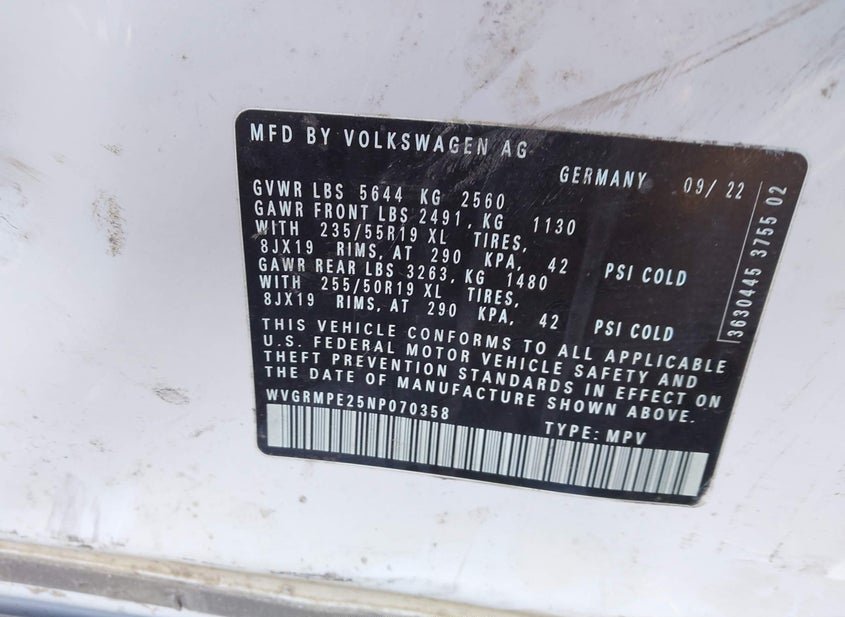 MFD BY VOLKSWAGEN AG
GERMANY 09/ 22
GVWR LBS 5644 KG 2560
GAWR FRONT LBS 2491, KG 1130
WITH 235/55R19 XL TIRES,
8JX19 RIMS, AT 290 KPA, 42 PSI COLD
GAWR REAR LBS 3263, KG 1480
WITH 255/50R19 XL TIRES,
8JX19 RIMS, AT 290 KPA, 42 PSI COLD
THIS VEHICLE CONFORMS TO ALL APPLICABLE
U.S. FEDERAL MOTOR VEHICLE SAFETY AND
THEFT PREVENTION STANDARDS IN EFFECT ON
THE DATE OF MANUFACTURE SHOWN ABOVE.
WVGRMPE25NP070358
TYPE: MPV
3630445 3755 02